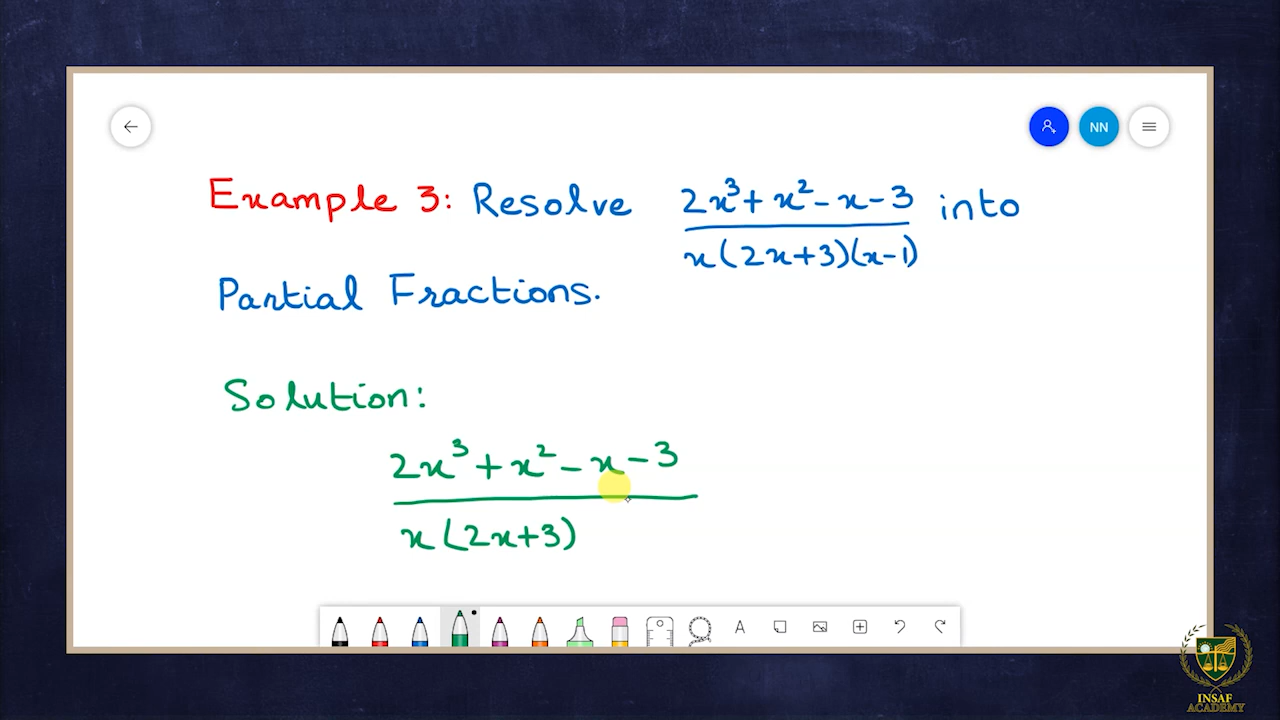 NN
Example 3: Resolve 2x³+x²-x-3 into
x(2x+3)(x-1)
Partial Fractions.
Solution:
2x³+x²-x-3
x(2x+3)
A
INSAF
ACADEMY